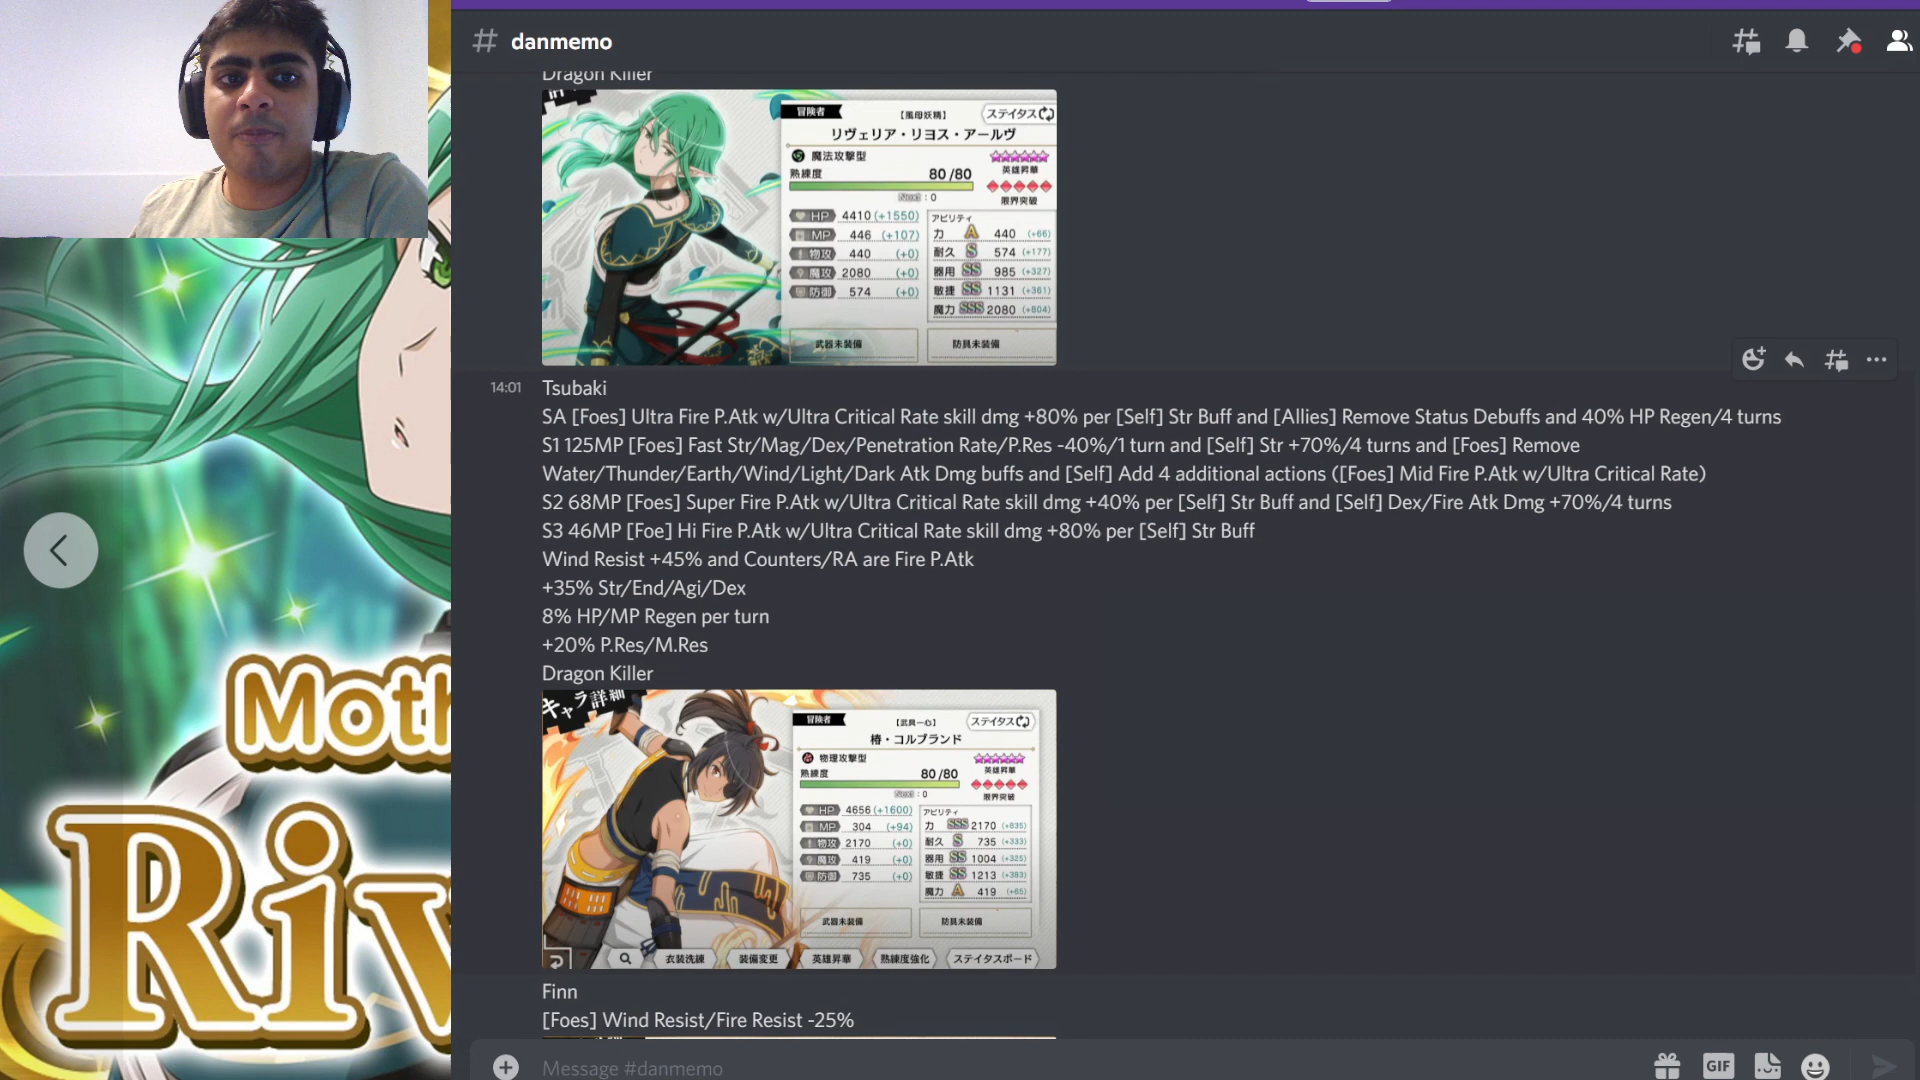 danmemo
Dragon Killer
冒険者
【風母妖精】
ステイタス
リヴェリア・リヨス・アールヴ
魔法攻撃型
熟練度
80/80
英雄昇華
Next : 0
限界突破
HP 4410 (+1550)
MP 446 (+107)
物攻 440 (+0)
魔攻 2080 (+0)
防御 574 (+0)
アビリティ
力 A 440 (+66)
耐久 S 574 (+177)
器用 SS 985 (+327)
敏捷 SS 1131 (+361)
魔力 SSS 2080 (+804)
武器未装備
防具未装備
14:01
Tsubaki
SA [Foes] Ultra Fire P.Atk w/Ultra Critical Rate skill dmg +80% per [Self] Str Buff and [Allies] Remove Status Debuffs and 40% HP Regen/4 turns
S1 125MP [Foes] Fast Str/Mag/Dex/Penetration Rate/P.Res -40%/1 turn and [Self] Str +70%/4 turns and [Foes] Remove
Water/Thunder/Earth/Wind/Light/Dark Atk Dmg buffs and [Self] Add 4 additional actions ([Foes] Mid Fire P.Atk w/Ultra Critical Rate)
S2 68MP [Foes] Super Fire P.Atk w/Ultra Critical Rate skill dmg +40% per [Self] Str Buff and [Self] Dex/Fire Atk Dmg +70%/4 turns
S3 46MP [Foe] Hi Fire P.Atk w/Ultra Critical Rate skill dmg +80% per [Self] Str Buff
Wind Resist +45% and Counters/RA are Fire P.Atk
+35% Str/End/Agi/Dex
8% HP/MP Regen per turn
+20% P.Res/M.Res
Dragon Killer
キャラ詳細
冒険者
【武具一心】
ステイタス
椿・コルブランド
物理攻撃型
熟練度
80/80
英雄昇華
Next : 0
限界突破
HP 4656 (+1600)
MP 304 (+94)
物攻 2170 (+0)
魔攻 419 (+0)
防御 735 (+0)
アビリティ
力 SSS 2170 (+835)
耐久 S 735 (+333)
器用 SS 1004 (+325)
敏捷 SS 1213 (+383)
魔力 A 419 (+65)
武器未装備
防具未装備
衣装洗練
装備変更
英雄昇華
熟練度強化
ステイタスボード
Finn
[Foes] Wind Resist/Fire Resist -25%
Message #danmemo
GIF
Moth
Riv